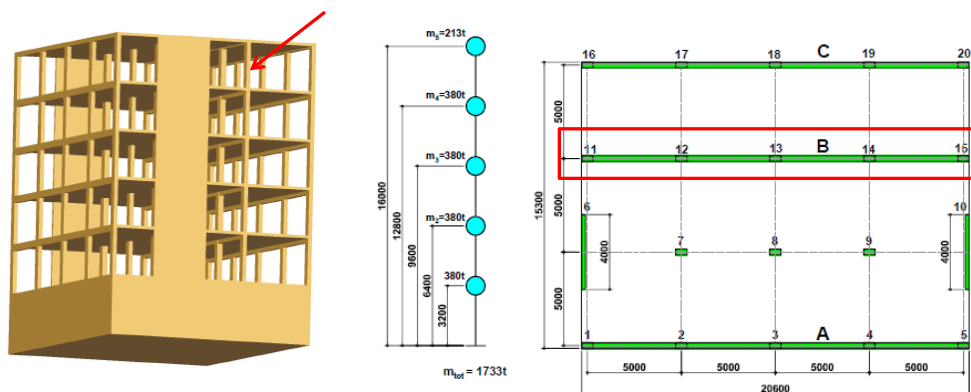 m₅=213t
m₄=380t
m₃=380t
m₂=380t
380t
16000
12800
9600
6400
3200
mtot = 1733t
C
16 17 18 19 20
5000
B
11 12 13 14 15
15300
5000
6 10
4000 4000
7 8 9
5000
A
1 2 3 4 5
5000 5000 5000 5000
20600